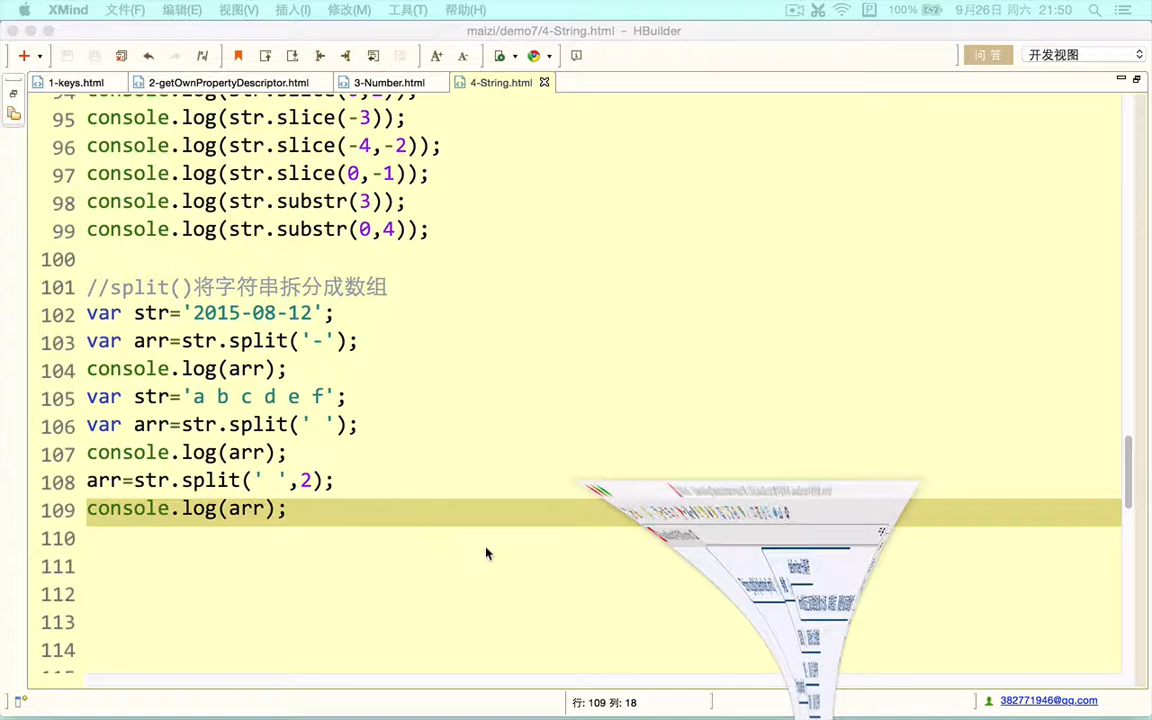 XMind 文件(F) 编辑(E) 视图(V) 插入(I) 修改(M) 工具(T) 帮助(H) 100% 9月26日 周六 21:50
maizi/demo7/4-String.html – HBuilder
问 答 开发视图
1-keys.html 2-getOwnPropertyDescriptor.html 3-Number.html 4-String.html
95 console.log(str.slice(-3));
96 console.log(str.slice(-4,-2));
97 console.log(str.slice(0,-1));
98 console.log(str.substr(3));
99 console.log(str.substr(0,4));
100
101 //split()将字符串拆分成数组
102 var str='2015-08-12';
103 var arr=str.split('-');
104 console.log(arr);
105 var str='a b c d e f';
106 var arr=str.split(' ');
107 console.log(arr);
108 arr=str.split(' ',2);
109 console.log(arr);
110
111
112
113
114
行: 109 列: 18 382771946@qq.com